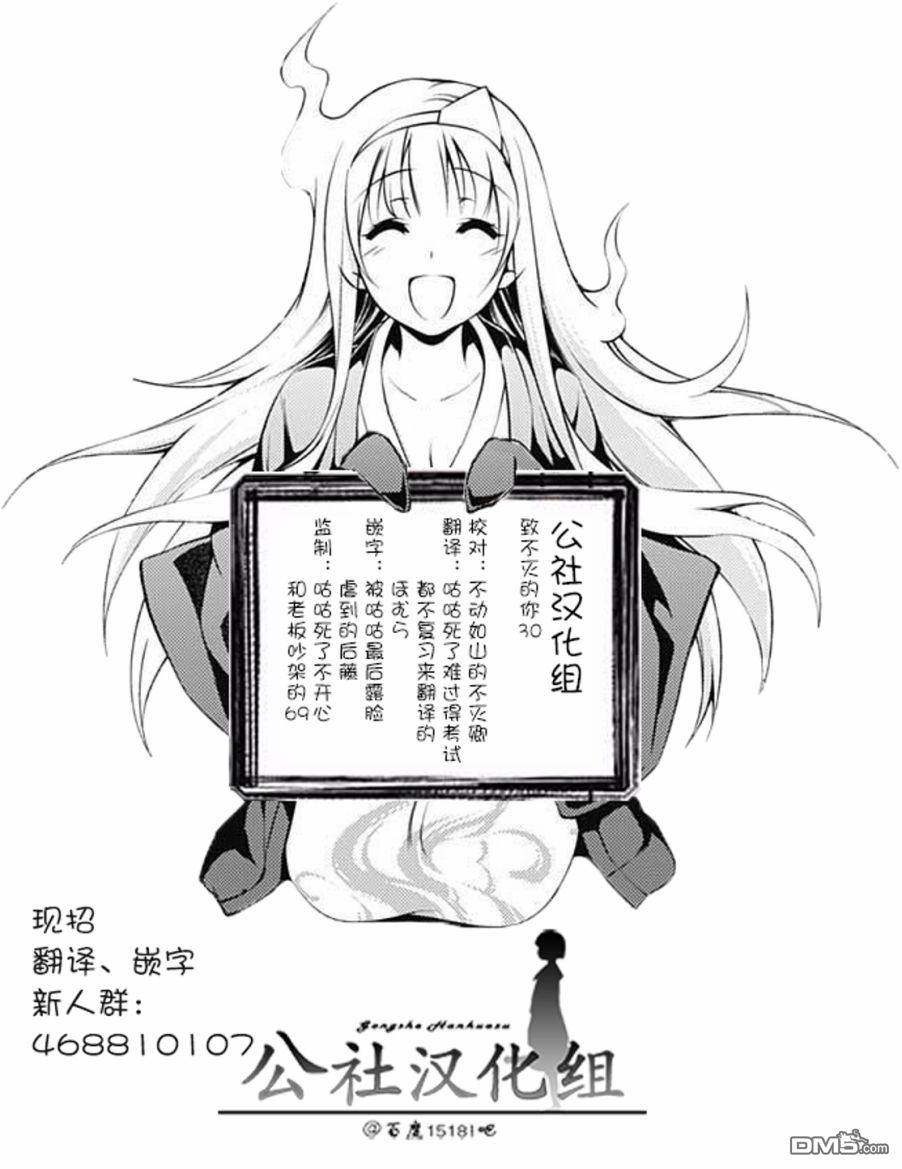 公社汉化组
致不灭的你30
校对：不动如山的不灭卿
翻译：咕咕死了难过得考试
都不复习来翻译的
ほむら
嵌字：被咕咕最后露脸
虐到的后藤
监制：咕咕死了不开心
和老板吵架的69
现招
翻译、嵌字
新人群：
468810107
Gongshe Hanhuazu
公社汉化组
@百度15181吧
DM5.com